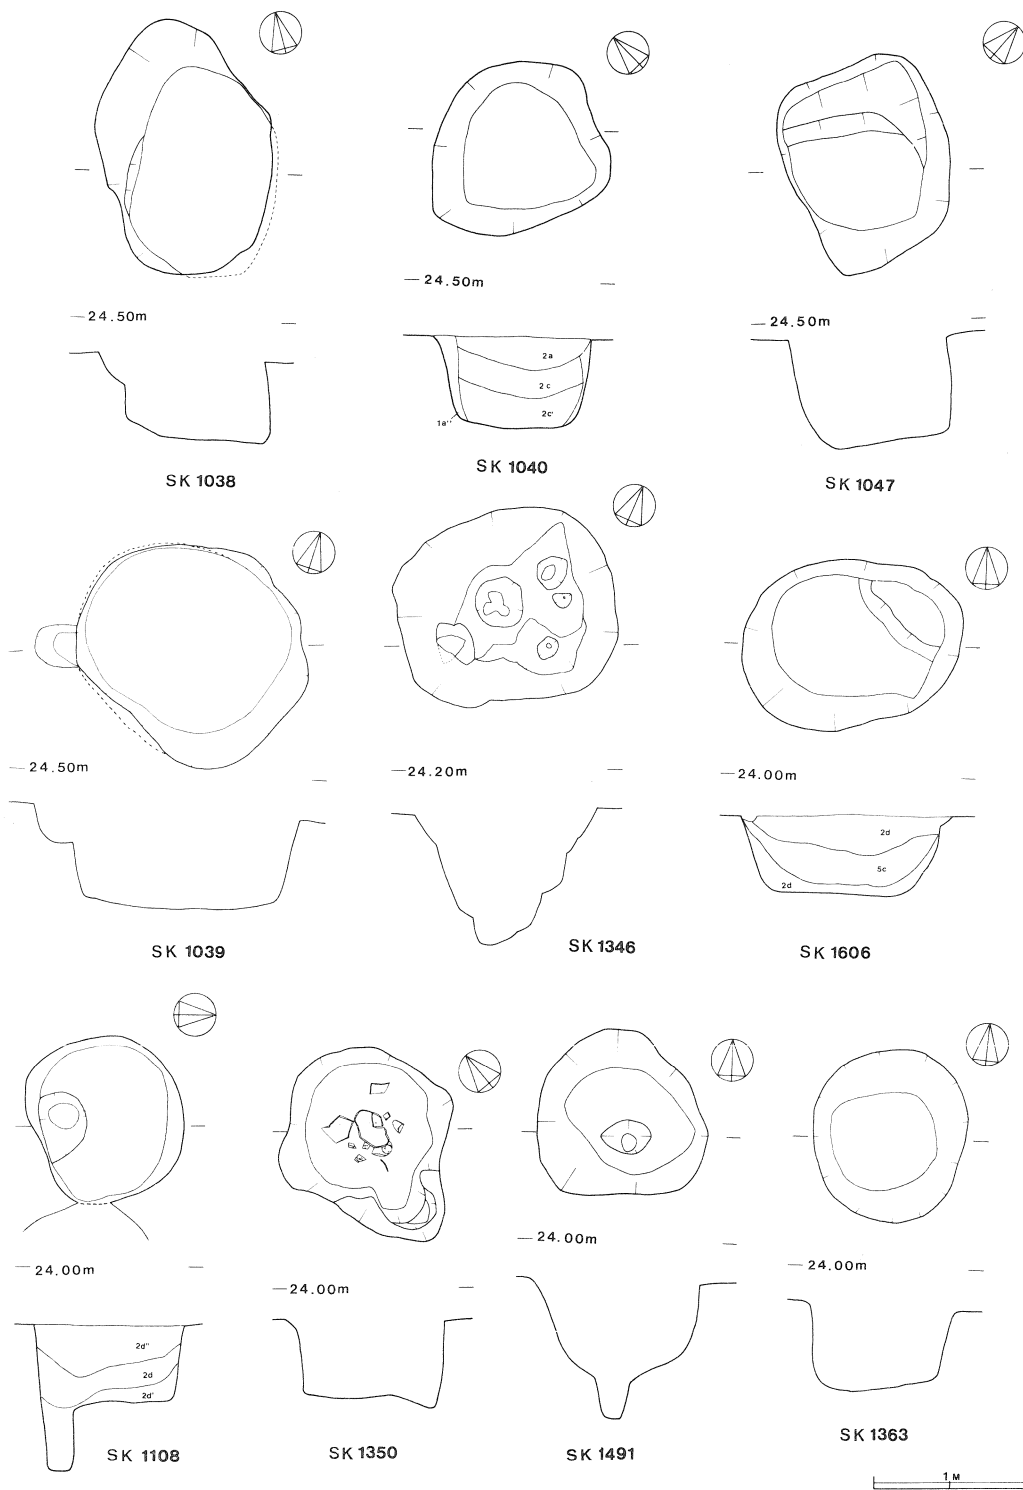 24.50m
24.50m
24.50m
2a
2c
2c'
1a''
SK 1038
SK 1040
SK 1047
24.50m
24.20m
24.00m
2d
5c
2d
SK 1039
SK 1346
SK 1606
24.00m
24.00m
24.00m
24.00m
2d''
2d
2d'
SK 1108
SK 1350
SK 1491
SK 1363
1 M